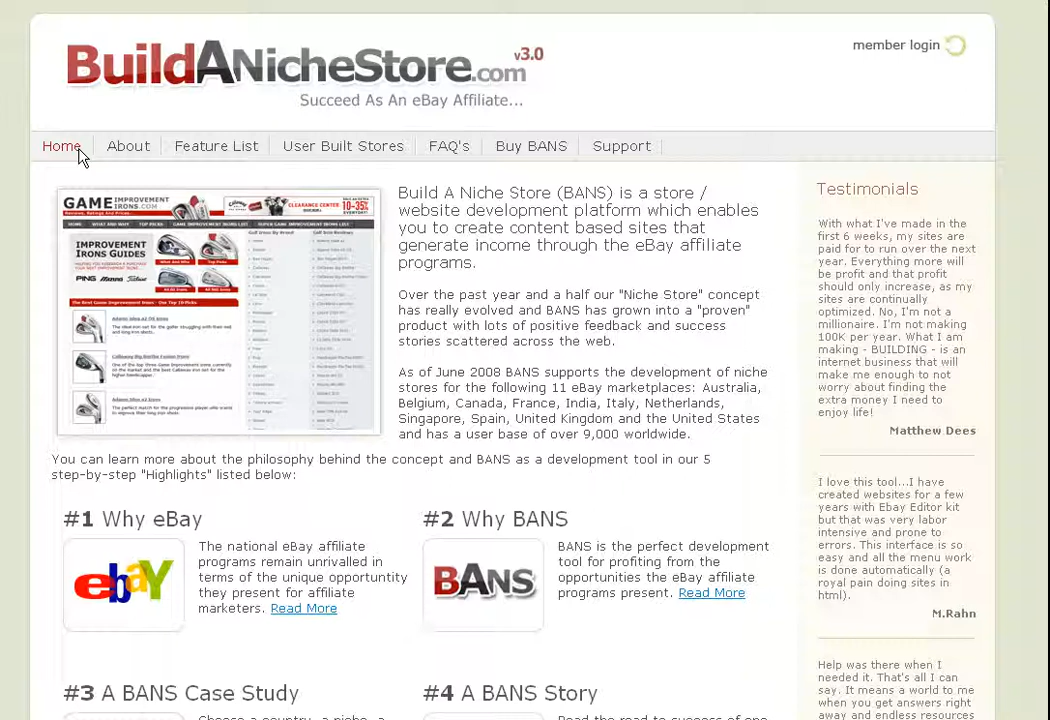 BuildANicheStore.com v3.0
member login
Succeed As An eBay Affiliate...
Home
About
Feature List
User Built Stores
FAQ's
Buy BANS
Support
GAME IMPROVEMENT
IRONS.COM
CLEARANCE CENTER
10-35%
IMPROVEMENT
IRONS GUIDES
PING
Build A Niche Store (BANS) is a store /
website development platform which enables
you to create content based sites that
generate income through the eBay affiliate
programs.
Over the past year and a half our "Niche Store" concept
has really evolved and BANS has grown into a "proven"
product with lots of positive feedback and success
stories scattered across the web.
As of June 2008 BANS supports the development of niche
stores for the following 11 eBay marketplaces: Australia,
Belgium, Canada, France, India, Italy, Netherlands,
Singapore, Spain, United Kingdom and the United States
and has a user base of over 9,000 worldwide.
You can learn more about the philosophy behind the concept and BANS as a development tool in our 5
step-by-step "Highlights" listed below:
#1 Why eBay
ebay
The national eBay affiliate
programs remain unrivalled in
terms of the unique opportuntity
they present for affiliate
marketers. Read More
#2 Why BANS
BANS
BANS is the perfect development
tool for profiting from the
opportunities the eBay affiliate
programs present. Read More
#3 A BANS Case Study
Choose a country, a niche, a
#4 A BANS Story
Read the road to success of one
Testimonials
With what I've made in the
first 6 weeks, my sites are
paid for to run over the next
year. Everything more will
be profit and that profit
should only increase, as my
sites are continually
optimized. No, I'm not a
millionaire. I'm not making
100K per year. What I am
making - BUILDING - is an
internet business that will
make me enough to not
worry about finding the
extra money I need to
enjoy life!
Matthew Dees
I love this tool...I have
created websites for a few
years with Ebay Editor kit
but that was very labor
intensive and prone to
errors. This interface is so
easy and all the menu work
is done automatically (a
royal pain doing sites in
html).
M.Rahn
Help was there when I
needed it. That's all I can
say. It means a world to me
when you get answers right
away and endless resources